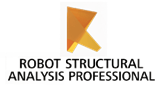 ROBOT STRUCTURAL
ANALYSIS PROFESSIONAL